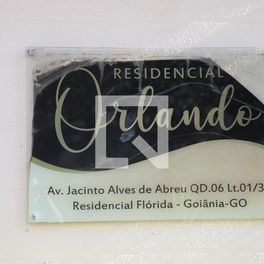 RESIDENCIAL
Orlando
Av. Jacinto Alves de Abreu QD.06 Lt.01/3
Residencial Flórida - Goiânia-GO